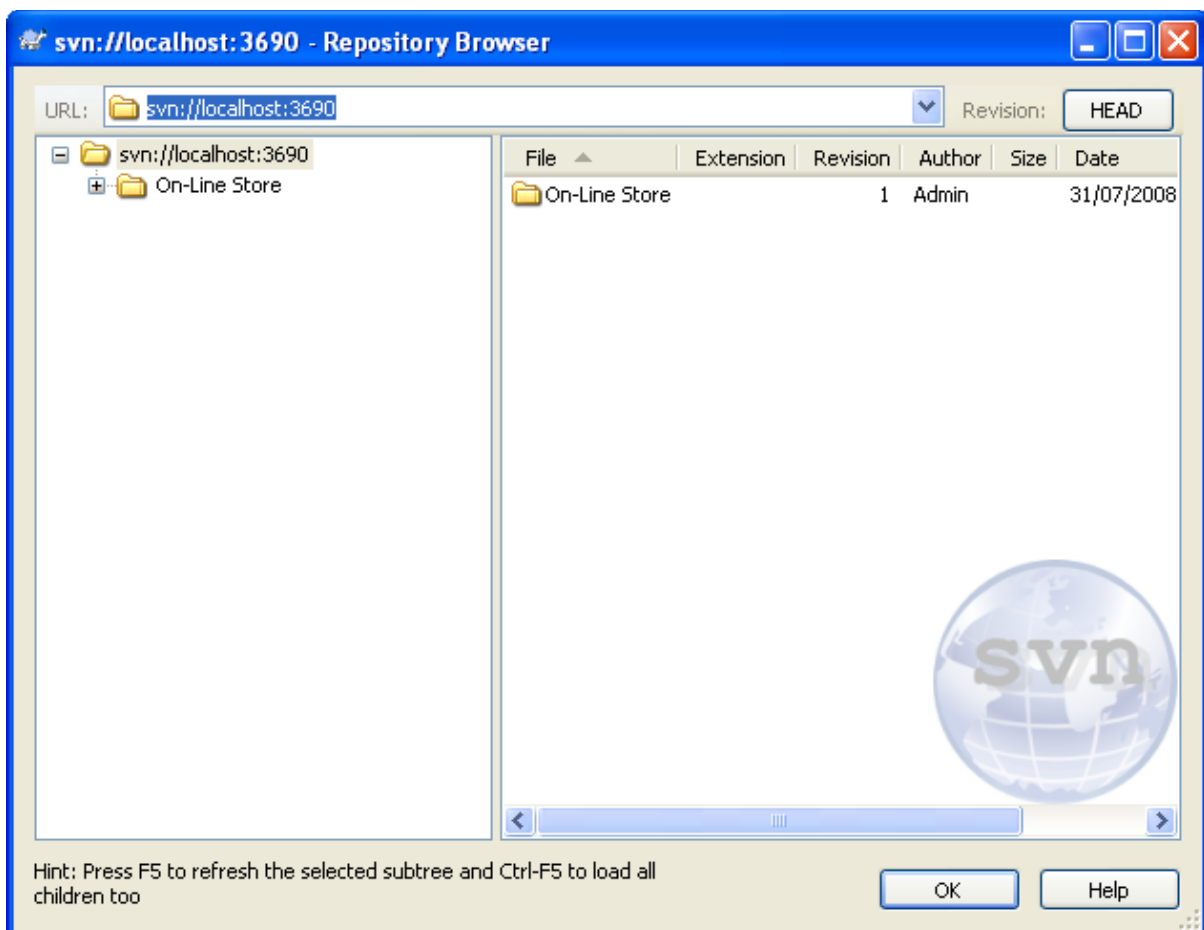 svn://localhost:3690 - Repository Browser
URL: svn://localhost:3690 Revision: HEAD
svn://localhost:3690
On-Line Store
File Extension Revision Author Size Date
On-Line Store 1 Admin 31/07/2008
svn
Hint: Press F5 to refresh the selected subtree and Ctrl-F5 to load all
children too
OK Help